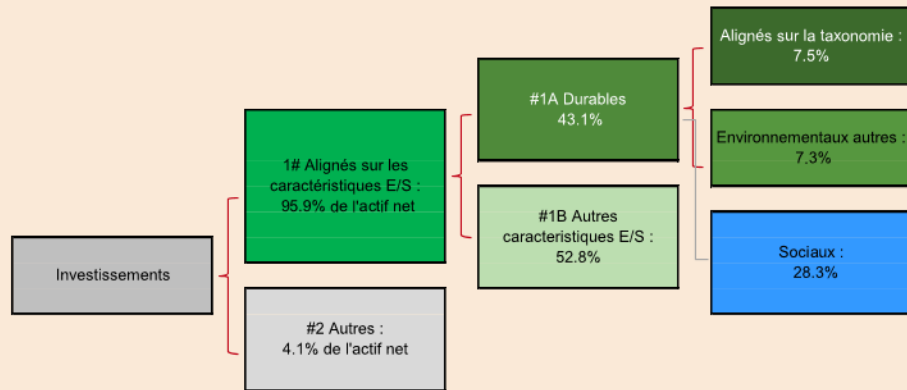 Investissements
1# Alignés sur les
caractéristiques E/S :
95.9% de l'actif net
#2 Autres :
4.1% de l'actif net
#1A Durables
43.1%
#1B Autres
caracteristiques E/S :
52.8%
Alignés sur la taxonomie :
7.5%
Environnementaux autres :
7.3%
Sociaux :
28.3%